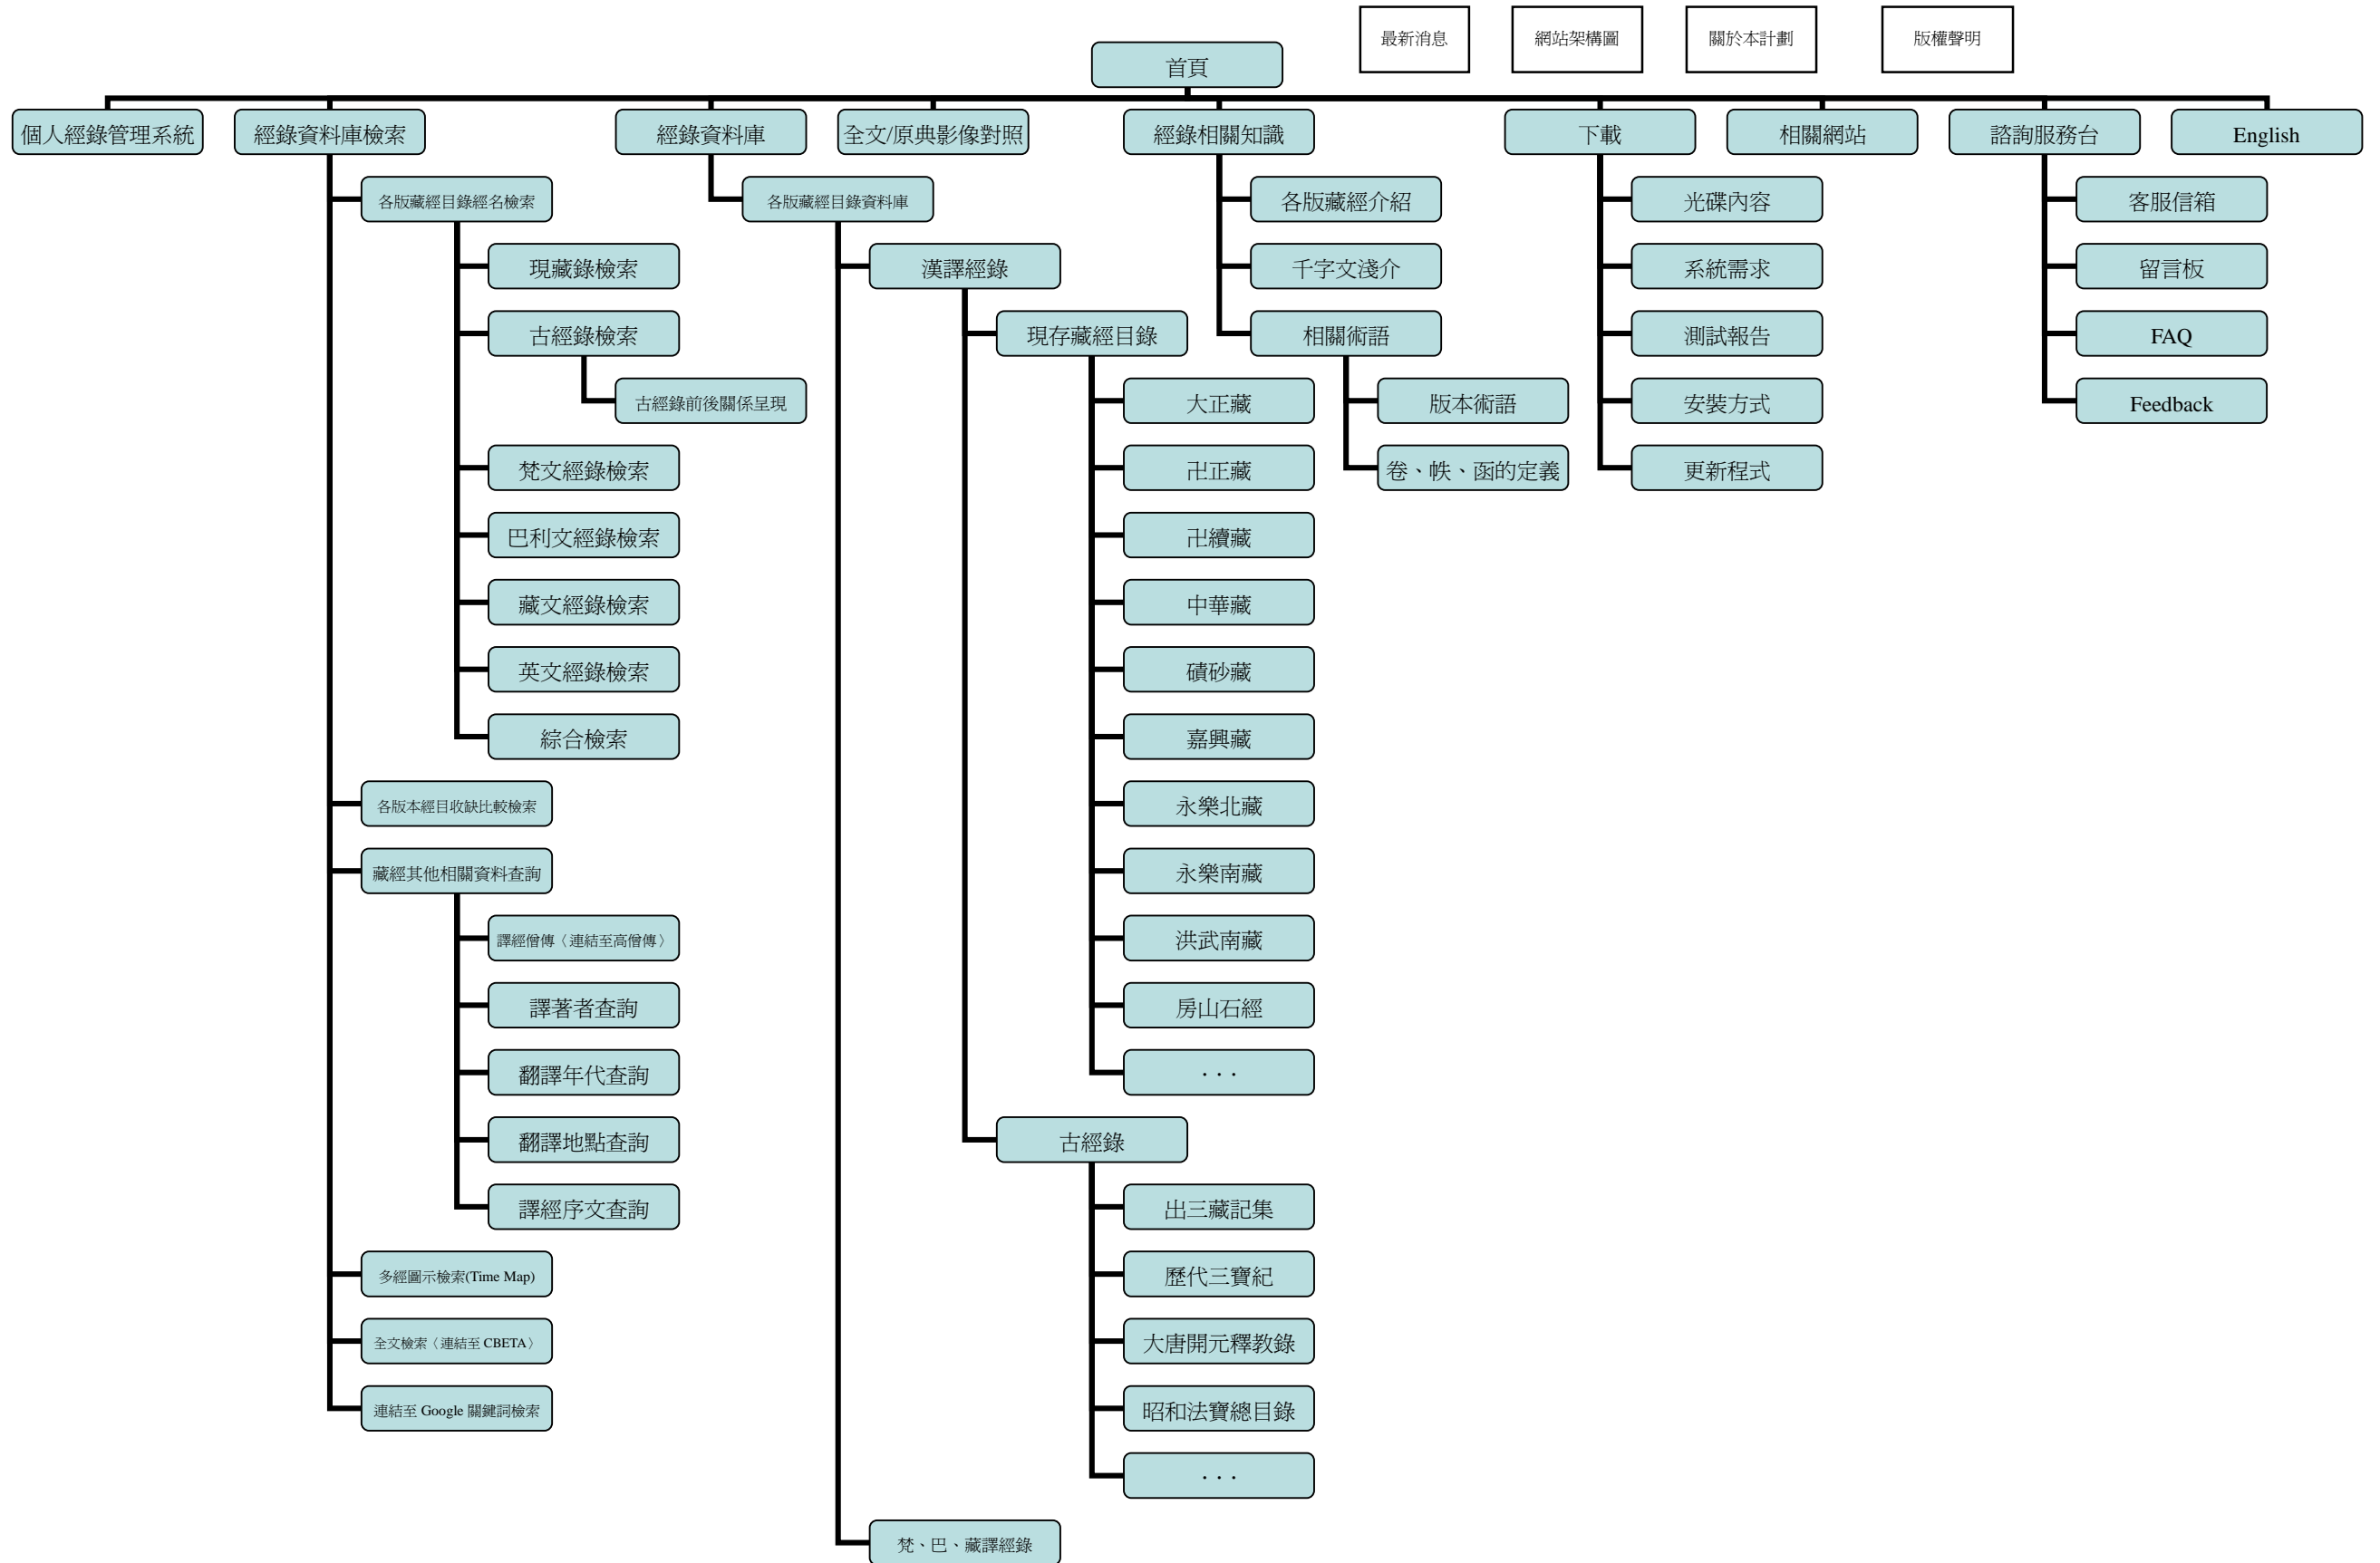 最新消息
網站架構圖
關於本計劃
版權聲明
首頁
個人經錄管理系統
經錄資料庫檢索
經錄資料庫
全文/原典影像對照
經錄相關知識
下載
相關網站
諮詢服務台
English
各版藏經目錄經名檢索
現藏錄檢索
古經錄檢索
古經錄前後關係呈現
梵文經錄檢索
巴利文經錄檢索
藏文經錄檢索
英文經錄檢索
綜合檢索
各版本經目收缺比較檢索
藏經其他相關資料查詢
譯經僧傳〈連結至高僧傳〉
譯著者查詢
翻譯年代查詢
翻譯地點查詢
譯經序文查詢
多經圖示檢索(Time Map)
全文檢索〈連結至 CBETA〉
連結至 Google 關鍵詞檢索
各版藏經目錄資料庫
漢譯經錄
現存藏經目錄
大正藏
卍正藏
卍續藏
中華藏
磧砂藏
嘉興藏
永樂北藏
永樂南藏
洪武南藏
房山石經
···
古經錄
出三藏記集
歷代三寶紀
大唐開元釋教錄
昭和法寶總目錄
···
梵、巴、藏譯經錄
各版藏經介紹
千字文淺介
相關術語
版本術語
卷、帙、函的定義
光碟內容
系統需求
測試報告
安裝方式
更新程式
客服信箱
留言板
FAQ
Feedback